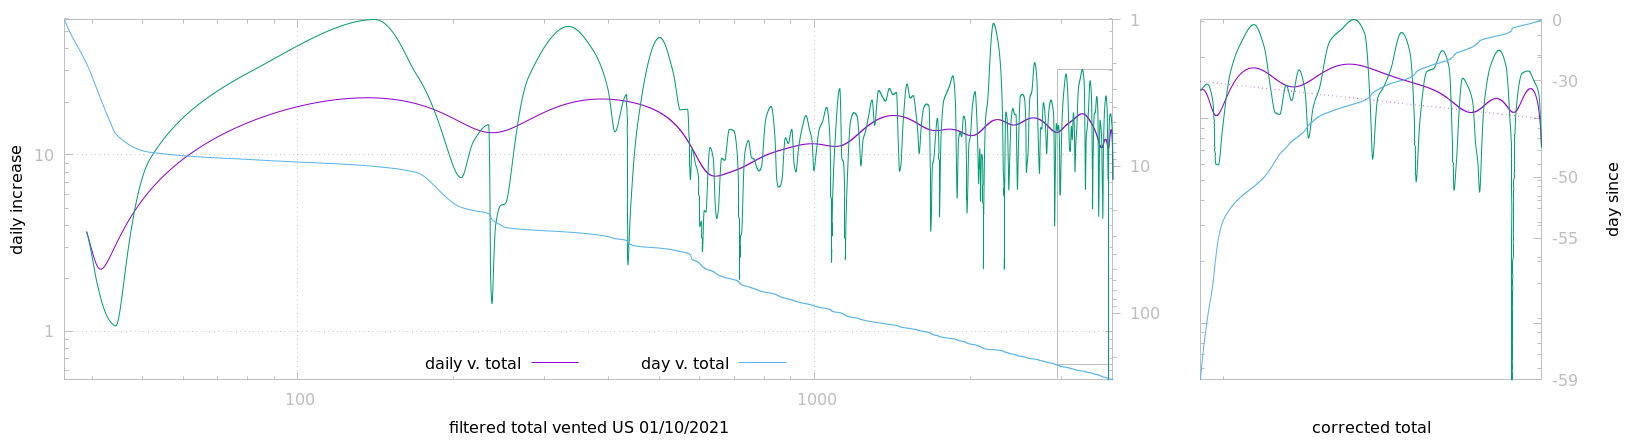 daily increase
10
1
100
1000
1
10
100
daily v. total
day v. total
filtered total vented US 01/10/2021
0
-30
-50
-55
-59
day since
corrected total